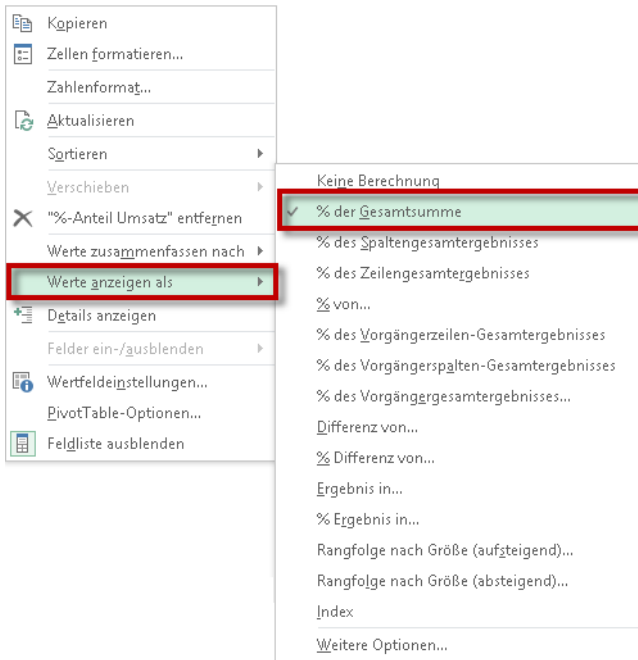 Kopieren
Zellen formatieren...
Zahlenformat...
Aktualisieren
Sortieren
Verschieben
"%-Anteil Umsatz" entfernen
Werte zusammenfassen nach
Werte anzeigen als
Details anzeigen
Felder ein-/ausblenden
Wertfeldeinstellungen...
PivotTable-Optionen...
Feldliste ausblenden
Keine Berechnung
% der Gesamtsumme
% des Spaltengesamtergebnisses
% des Zeilengesamtergebnisses
% von...
% des Vorgängerzeilen-Gesamtergebnisses
% des Vorgängerspalten-Gesamtergebnisses
% des Vorgängergesamtergebnisses...
Differenz von...
% Differenz von...
Ergebnis in...
% Ergebnis in...
Rangfolge nach Größe (aufsteigend)...
Rangfolge nach Größe (absteigend)...
Index
Weitere Optionen...